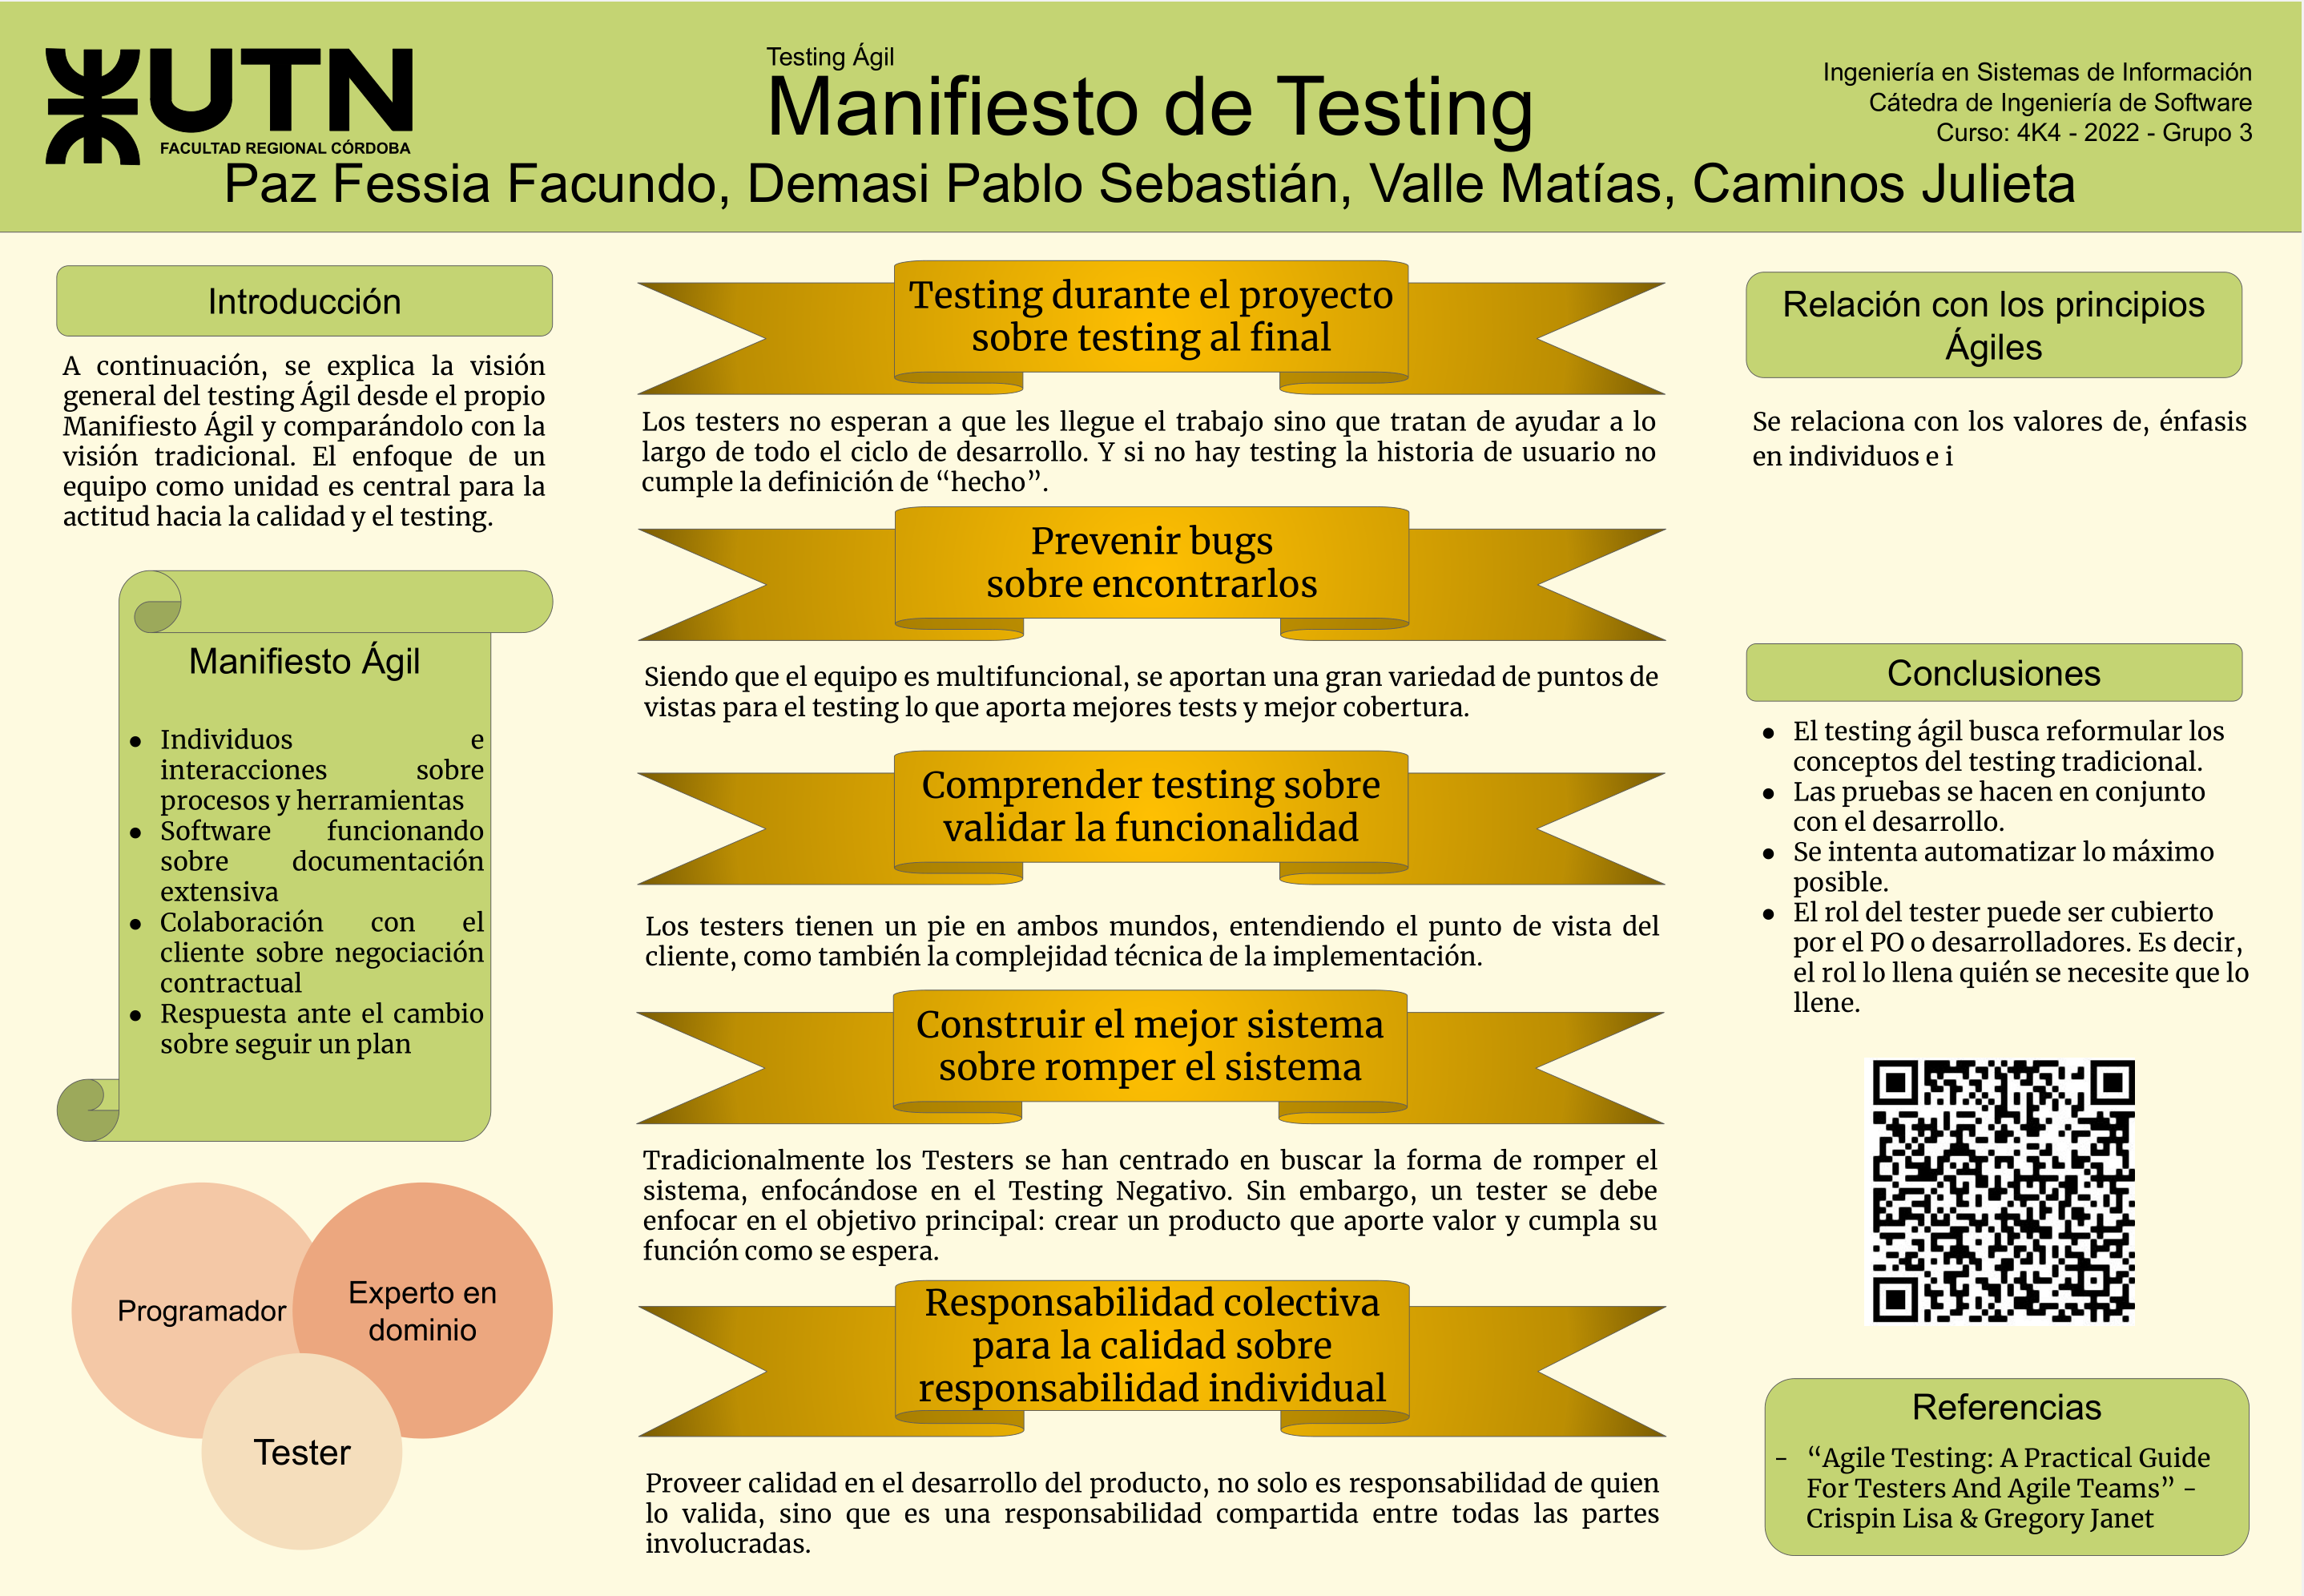 UTN
FACULTAD REGIONAL CÓRDOBA
Testing Ágil
Manifiesto de Testing
Ingeniería en Sistemas de Información
Cátedra de Ingeniería de Software
Curso: 4K4 - 2022 - Grupo 3
Paz Fessia Facundo, Demasi Pablo Sebastián, Valle Matías, Caminos Julieta
Introducción
A continuación, se explica la visión
general del testing Ágil desde el propio
Manifiesto Ágil y comparándolo con la
visión tradicional. El enfoque de un
equipo como unidad es central para la
actitud hacia la calidad y el testing.
Manifiesto Ágil
● Individuos e
interacciones sobre
procesos y herramientas
● Software funcionando
sobre documentación
extensiva
● Colaboración con el
cliente sobre negociación
contractual
● Respuesta ante el cambio
sobre seguir un plan
Programador
Experto en
dominio
Tester
Testing durante el proyecto
sobre testing al final
Los testers no esperan a que les llegue el trabajo sino que tratan de ayudar a lo
largo de todo el ciclo de desarrollo. Y si no hay testing la historia de usuario no
cumple la definición de “hecho”.
Prevenir bugs
sobre encontrarlos
Siendo que el equipo es multifuncional, se aportan una gran variedad de puntos de
vistas para el testing lo que aporta mejores tests y mejor cobertura.
Comprender testing sobre
validar la funcionalidad
Los testers tienen un pie en ambos mundos, entendiendo el punto de vista del
cliente, como también la complejidad técnica de la implementación.
Construir el mejor sistema
sobre romper el sistema
Tradicionalmente los Testers se han centrado en buscar la forma de romper el
sistema, enfocándose en el Testing Negativo. Sin embargo, un tester se debe
enfocar en el objetivo principal: crear un producto que aporte valor y cumpla su
función como se espera.
Responsabilidad colectiva
para la calidad sobre
responsabilidad individual
Proveer calidad en el desarrollo del producto, no solo es responsabilidad de quien
lo valida, sino que es una responsabilidad compartida entre todas las partes
involucradas.
Relación con los principios
Ágiles
Se relaciona con los valores de, énfasis
en individuos e i
Conclusiones
● El testing ágil busca reformular los
conceptos del testing tradicional.
● Las pruebas se hacen en conjunto
con el desarrollo.
● Se intenta automatizar lo máximo
posible.
● El rol del tester puede ser cubierto
por el PO o desarrolladores. Es decir,
el rol lo llena quién se necesite que lo
llene.
Referencias
- “Agile Testing: A Practical Guide
For Testers And Agile Teams” -
Crispin Lisa & Gregory Janet